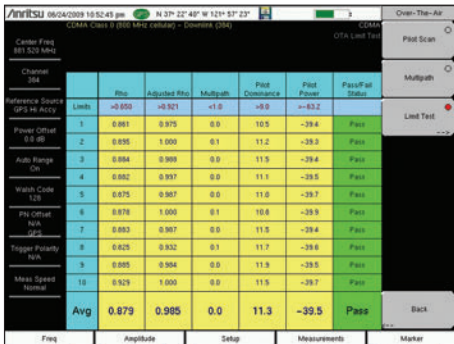 Anritsu 06/24/2009 10:52:45 pm N 37° 22' 40" W 121° 57' 23"
CDMA Class 0 (800 MHz cellular) - Downlink (384)
CDMA
OTA Limit Test
Over-The-Air
Pilot Scan
Multipath
Limit Test
-->
Back
<--
Center Freq
881.520 MHz
Channel
384
Reference Source
GPS Hi Accy
Power Offset
0.0 dB
Auto Range
On
Walsh Code
128
PN Offset
N/A
GPS
Trigger Polarity
N/A
Meas Speed
Normal
Rho Adjusted Rho Multipath Pilot Dominance Pilot Power Pass/Fail Status
Limits >0.850 >0.921 <1.0 >8.0 >-63.2
1 0.861 0.975 0.0 10.5 -39.4 Pass
2 0.895 1.000 0.1 11.2 -39.3 Pass
3 0.884 0.988 0.0 11.5 -39.4 Pass
4 0.882 0.997 0.0 11.1 -39.5 Pass
5 0.875 0.987 0.0 11.0 -39.7 Pass
6 0.878 1.000 0.1 10.8 -39.9 Pass
7 0.883 0.987 0.0 11.5 -39.4 Pass
8 0.825 0.932 0.1 11.7 -39.6 Pass
9 0.885 0.984 0.0 11.9 -39.5 Pass
10 0.929 1.000 0.0 11.5 -39.7 Pass
Avg 0.879 0.985 0.0 11.3 -39.5 Pass
Freq Amplitude Setup Measurements Marker